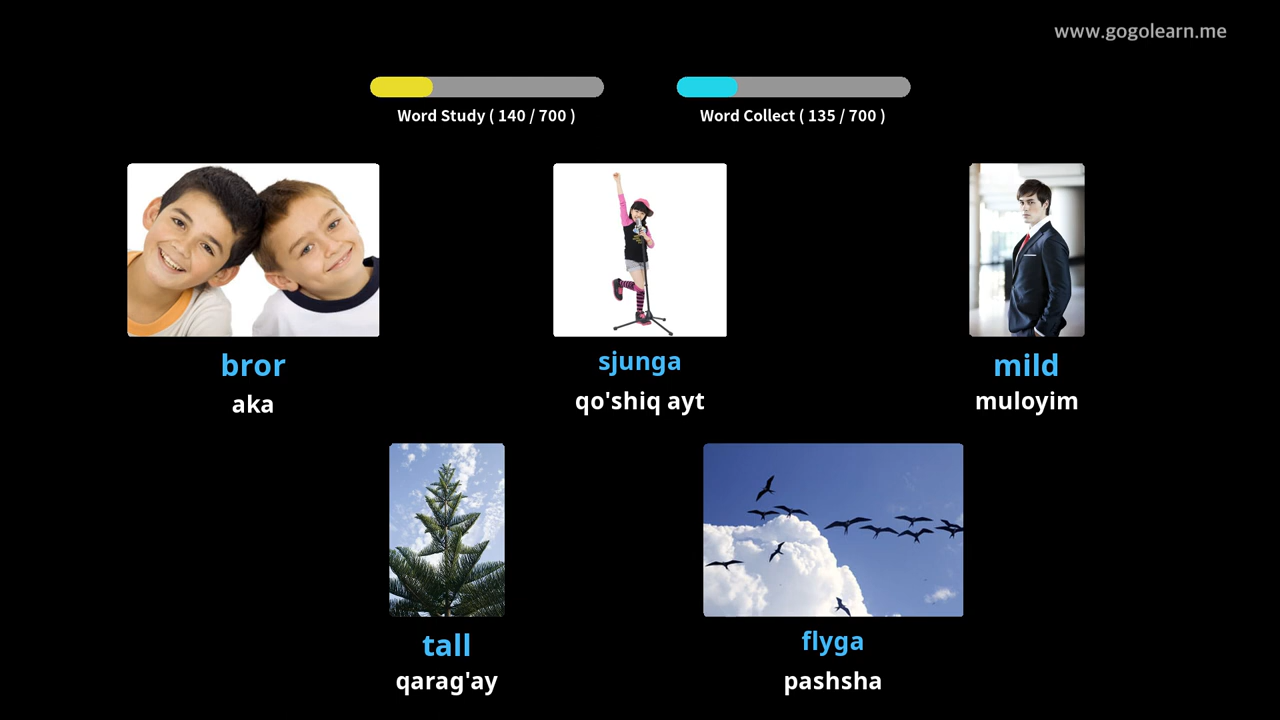 www.gogolearn.me
Word Study ( 140 / 700 )
Word Collect ( 135 / 700 )
bror
aka
sjunga
qo'shiq ayt
mild
muloyim
tall
qarag'ay
flyga
pashsha